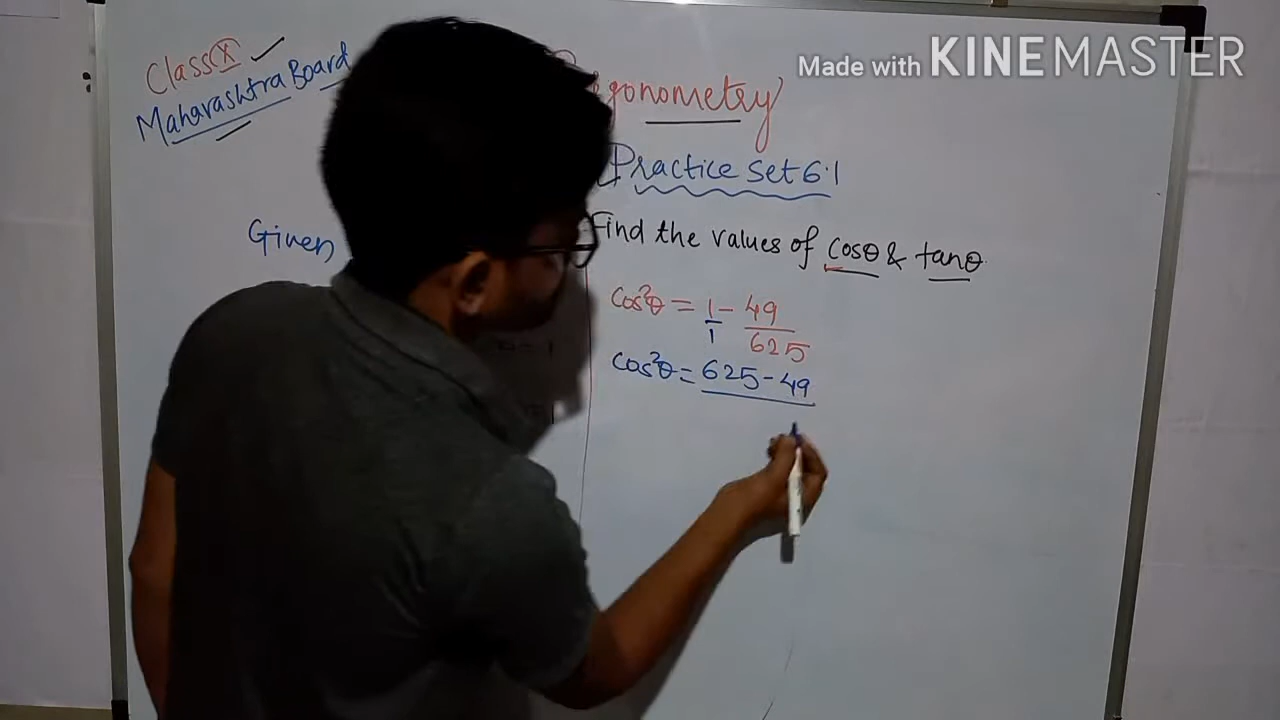 Class X ✓
Maharashtra Board
Made with KINEMASTER
Practice Set 6.1
Given
Find the values of cosθ & tanθ.
cos²θ = 1/1 - 49/625
cos²θ = 625 - 49